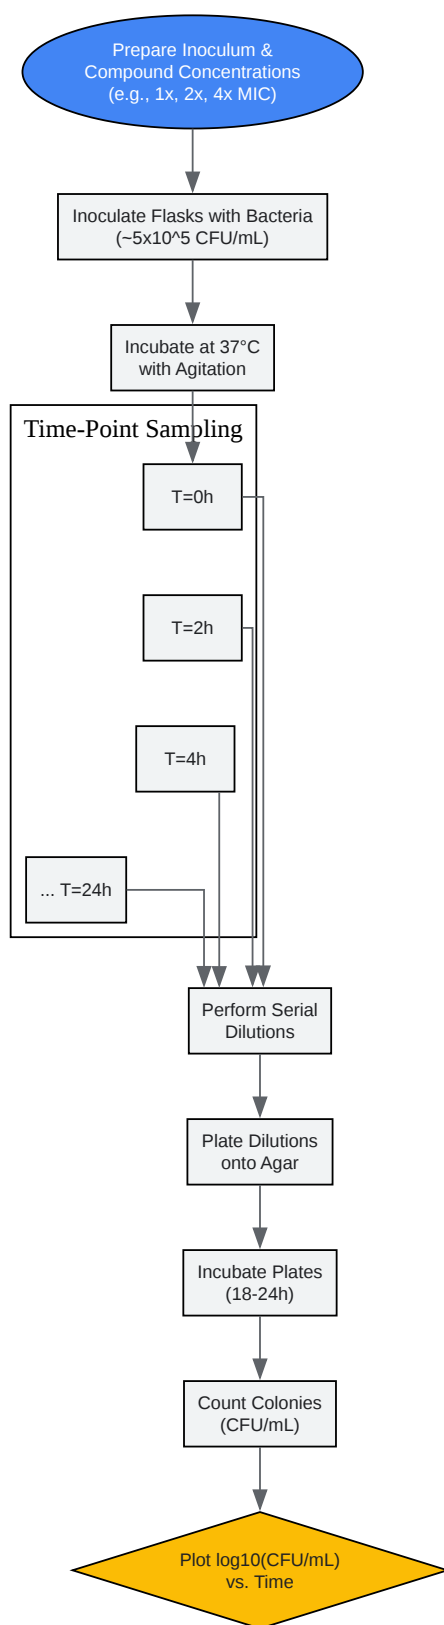 Prepare Inoculum &
Compound Concentrations
(e.g., 1x, 2x, 4x MIC)
Inoculate Flasks with Bacteria
(~5x10^5 CFU/mL)
Incubate at 37°C
with Agitation
Time-Point Sampling
T=0h
T=2h
T=4h
... T=24h
Perform Serial
Dilutions
Plate Dilutions
onto Agar
Incubate Plates
(18-24h)
Count Colonies
(CFU/mL)
Plot log10(CFU/mL)
vs. Time